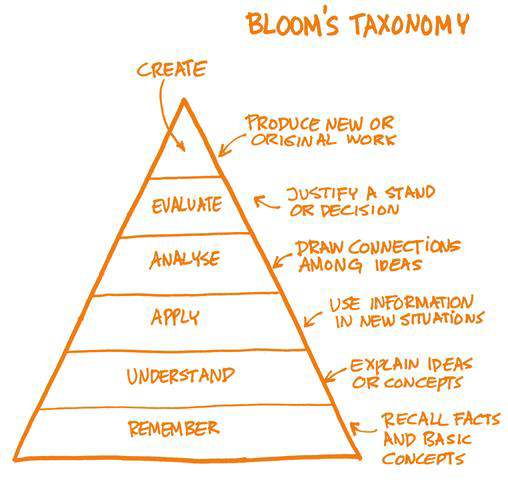 BLOOM'S TAXONOMY
CREATE
PRODUCE NEW OR
ORIGINAL WORK
EVALUATE
JUSTIFY A STAND
OR DECISION
ANALYSE
DRAW CONNECTIONS
AMONG IDEAS
APPLY
USE INFORMATION
IN NEW SITUATIONS
UNDERSTAND
EXPLAIN IDEAS
OR CONCEPTS
REMEMBER
RECALL FACTS
AND BASIC
CONCEPTS